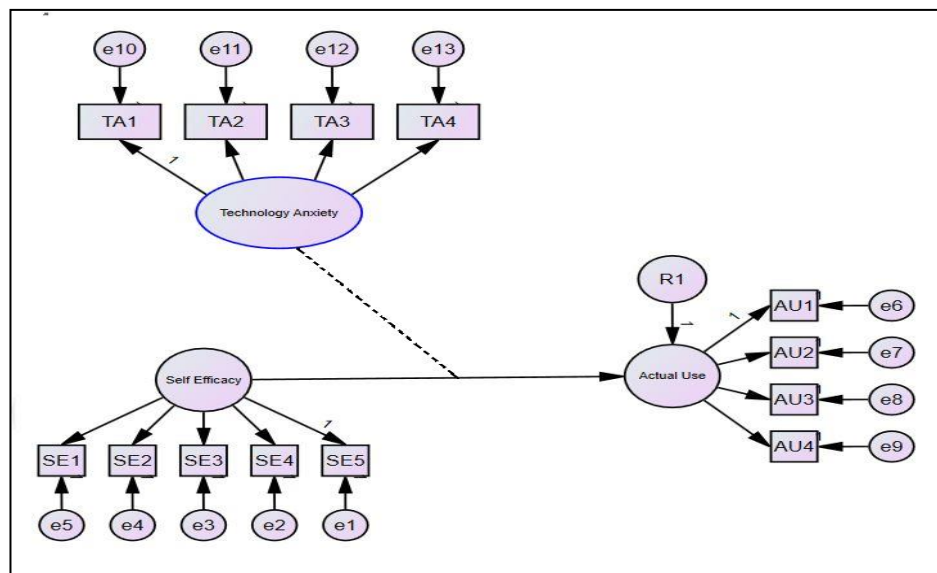 e10 e11 e12 e13
TA1 TA2 TA3 TA4
1
Technology Anxiety
R1
1
1
AU1 e6
AU2 e7
Self Efficacy
Actual Use
AU3 e8
AU4 e9
1
SE1 SE2 SE3 SE4 SE5
e5 e4 e3 e2 e1